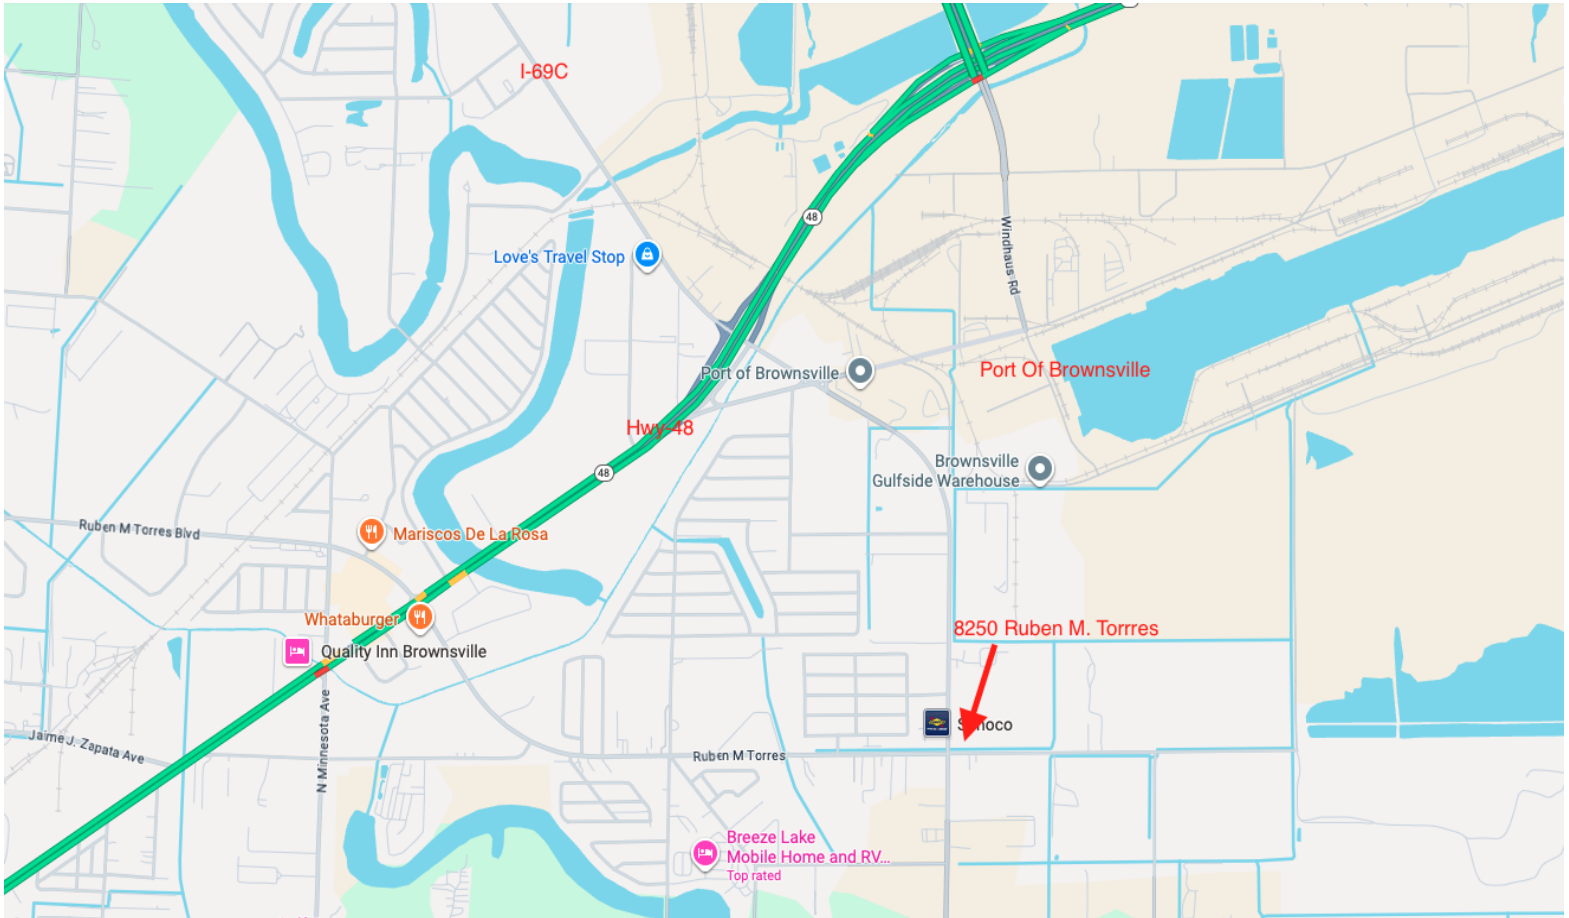 I-69C
48
Windhaus Rd
Love's Travel Stop
Port of Brownsville
Port Of Brownsville
Hwy-48
48
Brownsville
Gulfside Warehouse
Ruben M Torres Blvd
Mariscos De La Rosa
Whataburger
8250 Ruben M. Torrres
Quality Inn Brownsville
N Minnesota Ave
Jaime J. Zapata Ave
Ruben M Torres
Breeze Lake
Mobile Home and RV...
Top rated